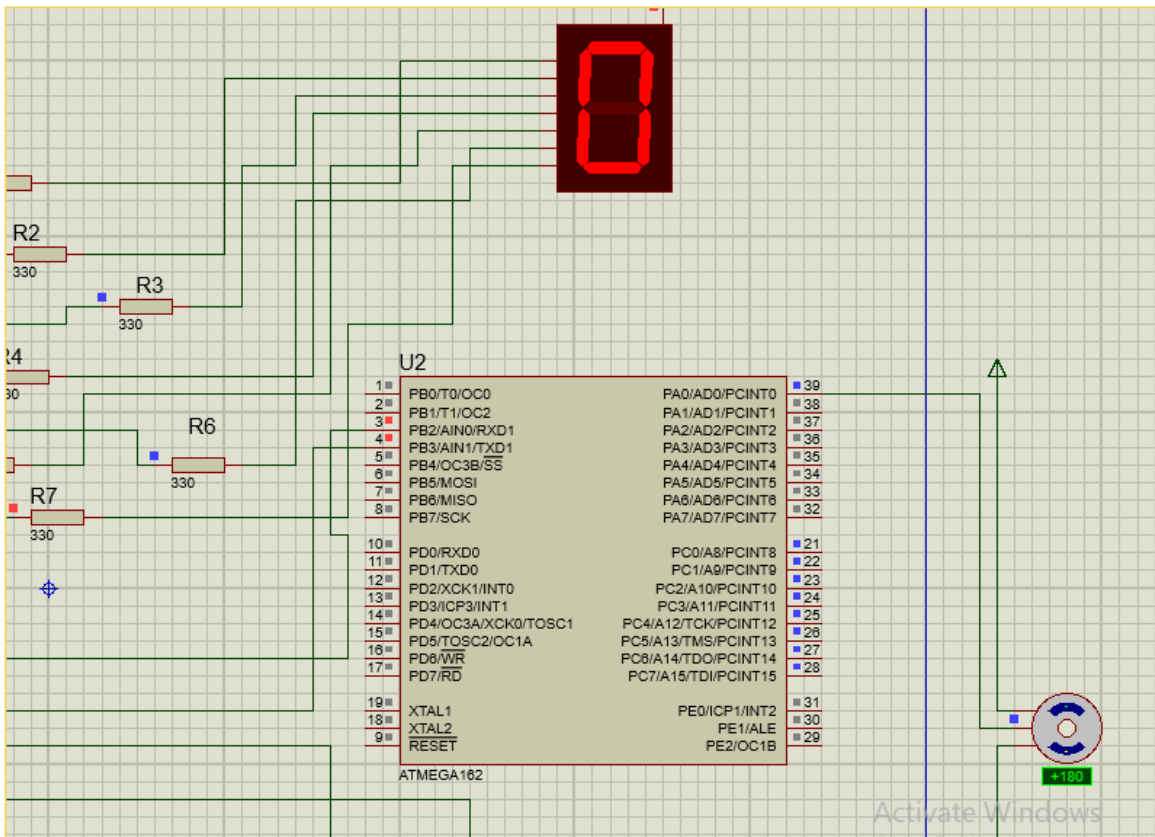 R2
330
R3
330
R4
30
R6
330
R7
330
U2
1 PB0/T0/OC0 PA0/AD0/PCINT0 39
2 PB1/T1/OC2 PA1/AD1/PCINT1 38
3 PB2/AIN0/RXD1 PA2/AD2/PCINT2 37
4 PB3/AIN1/TXD1 PA3/AD3/PCINT3 36
5 PB4/OC3B/SS PA4/AD4/PCINT4 35
6 PB5/MOSI PA5/AD5/PCINT5 34
7 PB6/MISO PA6/AD6/PCINT6 33
8 PB7/SCK PA7/AD7/PCINT7 32
10 PD0/RXD0 PC0/A8/PCINT8 21
11 PD1/TXD0 PC1/A9/PCINT9 22
12 PD2/XCK1/INT0 PC2/A10/PCINT10 23
13 PD3/ICP3/INT1 PC3/A11/PCINT11 24
14 PD4/OC3A/XCK0/TOSC1 PC4/A12/TCK/PCINT12 25
15 PD5/TOSC2/OC1A PC5/A13/TMS/PCINT13 26
16 PD6/WR PC6/A14/TDO/PCINT14 27
17 PD7/RD PC7/A15/TDI/PCINT15 28
19 XTAL1 PE0/ICP1/INT2 31
18 XTAL2 PE1/ALE 30
9 RESET PE2/OC1B 29
ATMEGA162
0
+180
Activate Windows